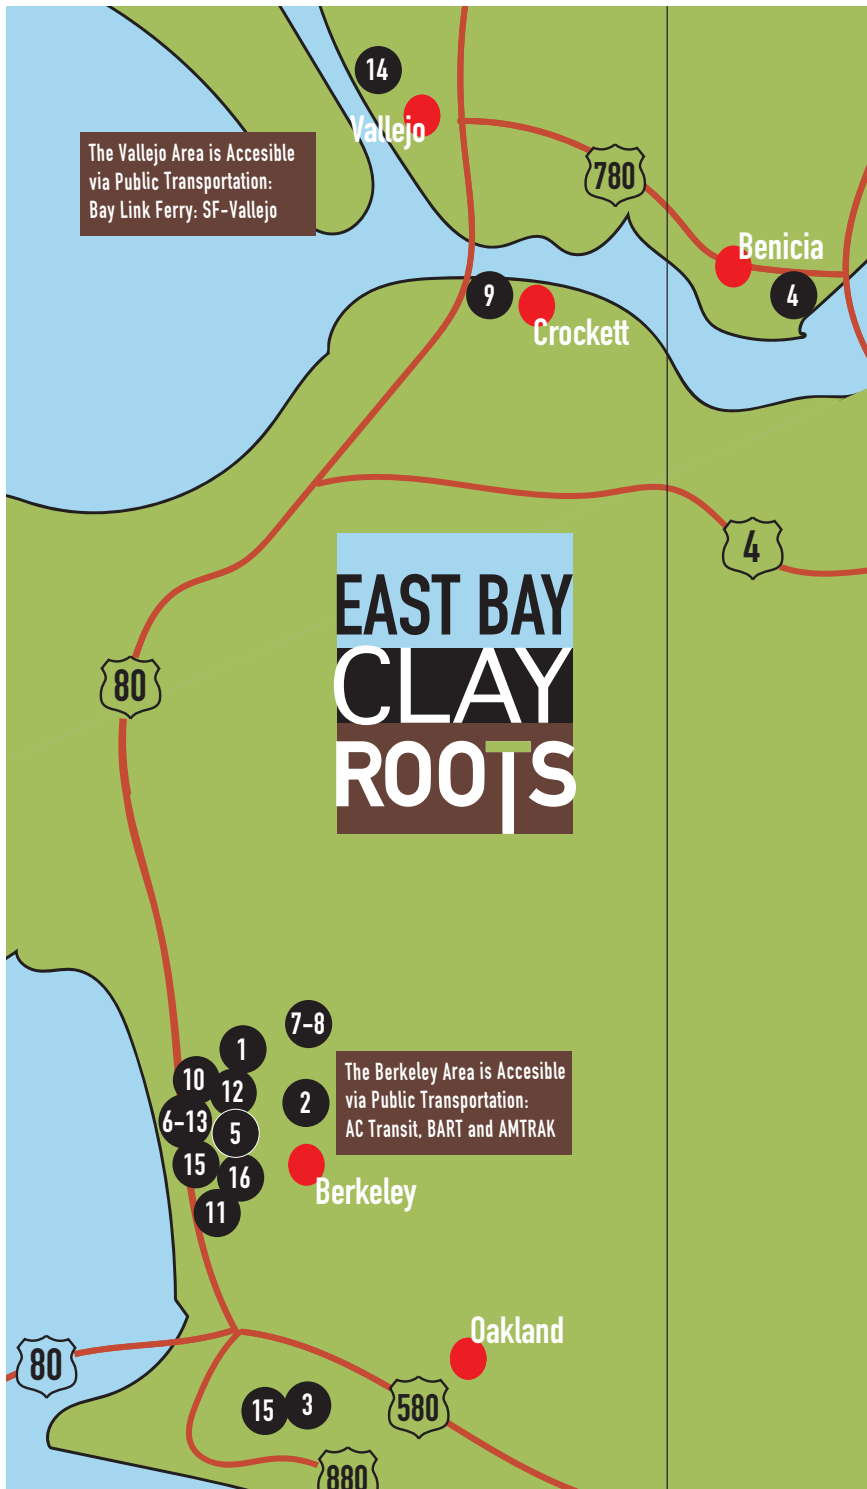 14
Vallejo
The Vallejo Area is Accesible
via Public Transportation:
Bay Link Ferry: SF-Vallejo
780
Benicia
9
4
Crockett
4
EAST BAY
CLAY
ROOTS
80
7-8
1
10
12
2
The Berkeley Area is Accesible
via Public Transportation:
AC Transit, BART and AMTRAK
6-13
5
15
16
Berkeley
11
Oakland
80
15
3
580
880